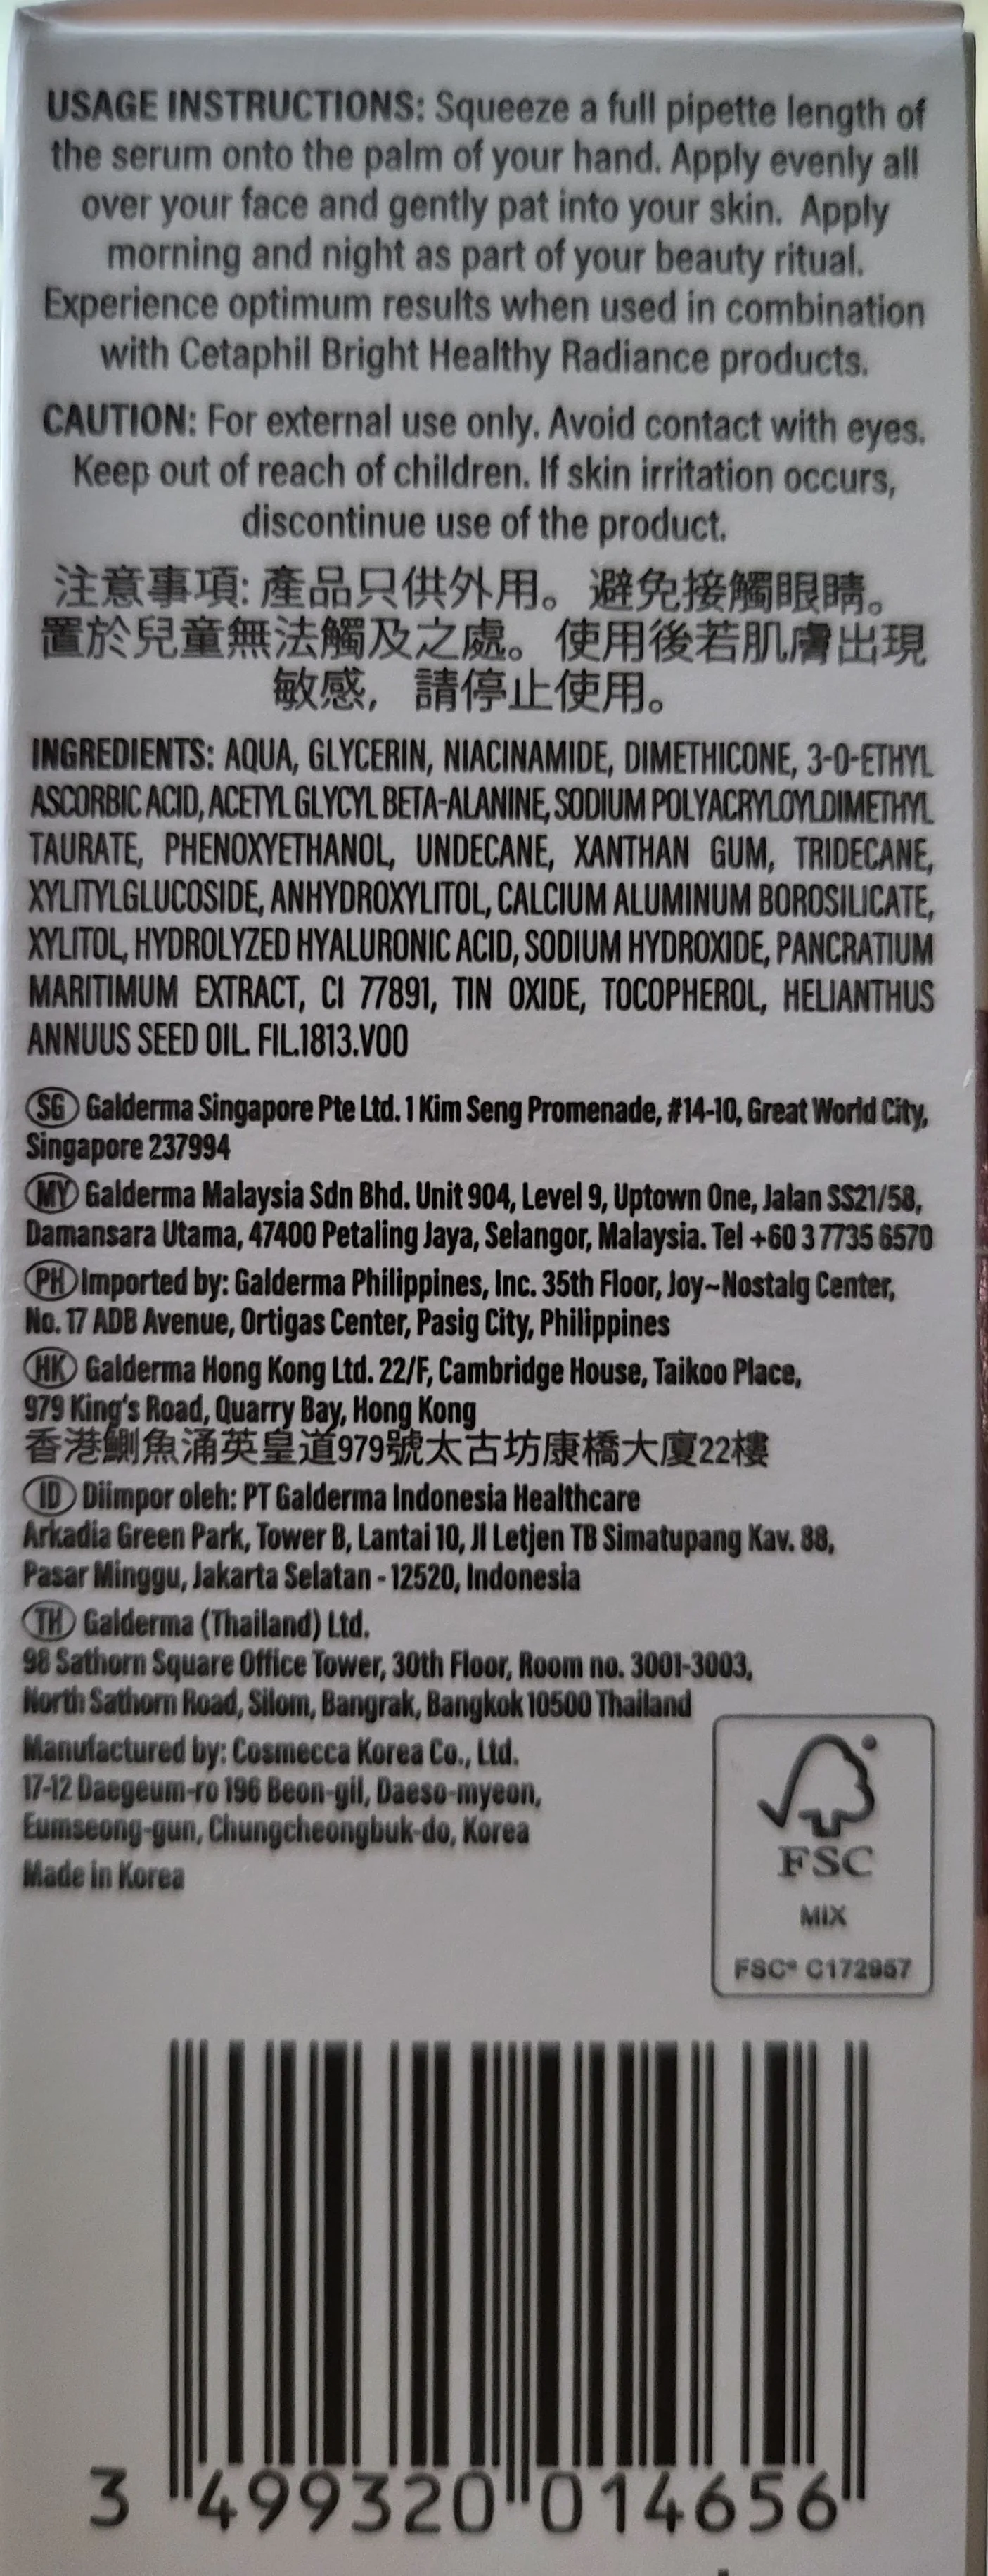 USAGE INSTRUCTIONS: Squeeze a full pipette length of
the serum onto the palm of your hand. Apply evenly all
over your face and gently pat into your skin. Apply
morning and night as part of your beauty ritual.
Experience optimum results when used in combination
with Cetaphil Bright Healthy Radiance products.
CAUTION: For external use only. Avoid contact with eyes.
Keep out of reach of children. If skin irritation occurs,
discontinue use of the product.
注意事項: 產品只供外用。避免接觸眼睛。
置於兒童無法觸及之處。使用後若肌膚出現
敏感，請停止使用。
INGREDIENTS: AQUA, GLYCERIN, NIACINAMIDE, DIMETHICONE, 3-O-ETHYL
ASCORBIC ACID, ACETYL GLYCYL BETA-ALANINE, SODIUM POLYACRYLOYLDIMETHYL
TAURATE, PHENOXYETHANOL, UNDECANE, XANTHAN GUM, TRIDECANE,
XYLITYLGLUCOSIDE, ANHYDROXYLITOL, CALCIUM ALUMINUM BOROSILICATE,
XYLITOL, HYDROLYZED HYALURONIC ACID, SODIUM HYDROXIDE, PANCRATIUM
MARITIMUM EXTRACT, CI 77891, TIN OXIDE, TOCOPHEROL, HELIANTHUS
ANNUUS SEED OIL. FIL.1813.V00
SG Galderma Singapore Pte Ltd. 1 Kim Seng Promenade, #14-10, Great World City,
Singapore 237994
MY Galderma Malaysia Sdn Bhd. Unit 904, Level 9, Uptown One, Jalan SS21/58,
Damansara Utama, 47400 Petaling Jaya, Selangor, Malaysia. Tel +60 3 7735 6570
PH Imported by: Galderma Philippines, Inc. 35th Floor, Joy~Nostalg Center,
No. 17 ADB Avenue, Ortigas Center, Pasig City, Philippines
HK Galderma Hong Kong Ltd. 22/F, Cambridge House, Taikoo Place,
979 King's Road, Quarry Bay, Hong Kong
香港鰂魚涌英皇道979號太古坊康橋大廈22樓
ID Diimpor oleh: PT Galderma Indonesia Healthcare
Arkadia Green Park, Tower B, Lantai 10, Jl Letjen TB Simatupang Kav. 88,
Pasar Minggu, Jakarta Selatan - 12520, Indonesia
TH Galderma (Thailand) Ltd.
98 Sathorn Square Office Tower, 30th Floor, Room no. 3001-3003,
North Sathorn Road, Silom, Bangrak, Bangkok 10500 Thailand
Manufactured by: Cosmecca Korea Co., Ltd.
17-12 Daegeum-ro 196 Beon-gil, Daeso-myeon,
Eumseong-gun, Chungcheongbuk-do, Korea
Made in Korea
FSC
MIX
FSC® C172957
3 499320 014656